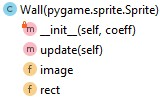 Wall(pygame.sprite.Sprite)
__init__(self, coeff)
update(self)
image
rect